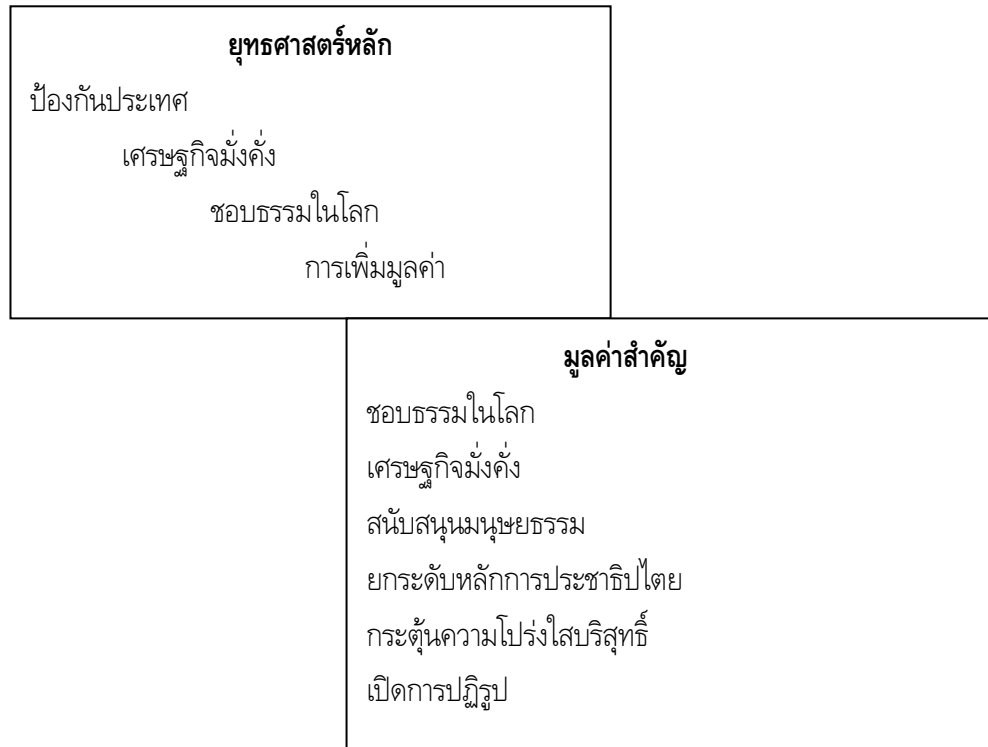 ยุทธศาสตร์หลัก
ป้องกันประเทศ
เศรษฐกิจมั่งคั่ง
ชอบธรรมในโลก
การเพิ่มมูลค่า
มูลค่าสำคัญ
ชอบธรรมในโลก
เศรษฐกิจมั่งคั่ง
สนับสนุนมนุษยธรรม
ยกระดับหลักการประชาธิปไตย
กระตุ้นความโปร่งใสบริสุทธิ์
เปิดการปฏิรูป